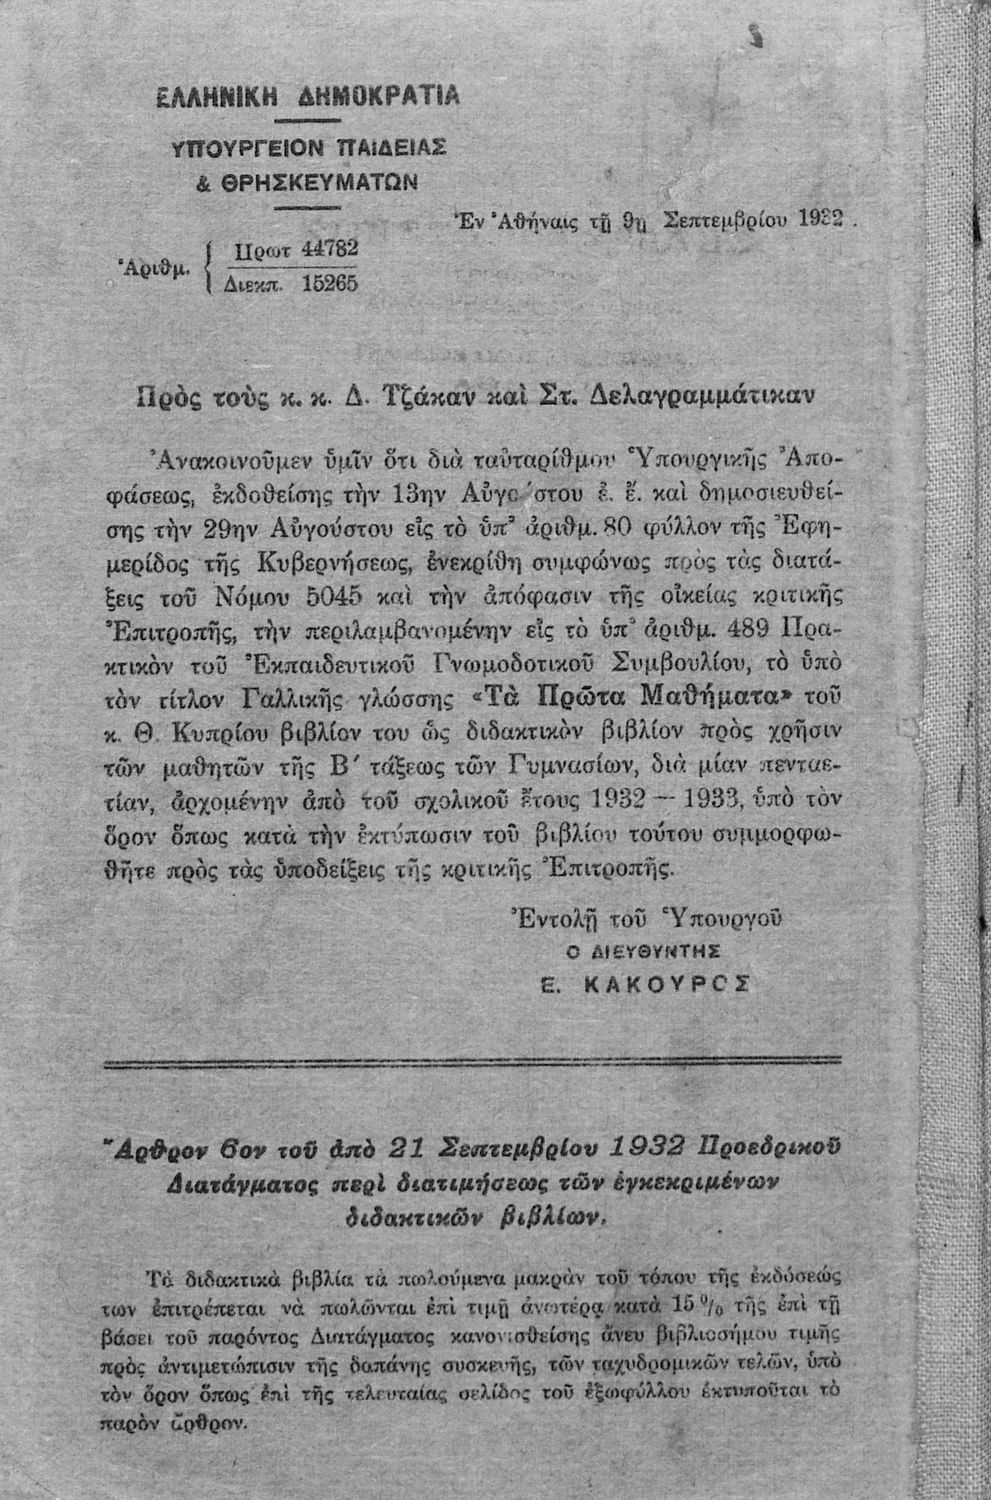 ΕΛΛΗΝΙΚΗ ΔΗΜΟΚΡΑΤΙΑ
ΥΠΟΥΡΓΕΙΟΝ ΠΑΙΔΕΙΑΣ
& ΘΡΗΣΚΕΥΜΑΤΩΝ
Ἐν Ἀθήναις τῇ 9ῃ Σεπτεμβρίου 1932.
Ἀριθμ. { Πρωτ 44782
Διεκπ. 15265
Πρὸς τοὺς κ. κ. Δ. Τζάκαν καὶ Στ. Δελαγραμμάτικαν
Ἀνακοινοῦμεν ὑμῖν ὅτι διὰ ταὐταρίθμου Ὑπουργικῆς Ἀπο-
φάσεως, ἐκδοθείσης τὴν 13ην Αὐγούστου ἐ. ἔ. καὶ δημοσιευθεί-
σης τὴν 29ην Αὐγούστου εἰς τὸ ὑπ' ἀριθμ. 80 φύλλον τῆς Ἐφη-
μερίδος τῆς Κυβερνήσεως, ἐνεκρίθη συμφώνως πρὸς τὰς διατά-
ξεις τοῦ Νόμου 5045 καὶ τὴν ἀπόφασιν τῆς οἰκείας κριτικῆς
Ἐπιτροπῆς, τὴν περιλαμβανομένην εἰς τὸ ὑπ' ἀριθμ. 489 Πρα-
κτικὸν τοῦ Ἐκπαιδευτικοῦ Γνωμοδοτικοῦ Συμβουλίου, τὸ ὑπὸ
τὸν τίτλον Γαλλικῆς γλώσσης «Τὰ Πρῶτα Μαθήματα» τοῦ
κ. Θ. Κυπρίου βιβλίον του ὡς διδακτικὸν βιβλίον πρὸς χρῆσιν
τῶν μαθητῶν τῆς Β′ τάξεως τῶν Γυμνασίων, διὰ μίαν πενταε-
τίαν, ἀρχομένην ἀπὸ τοῦ σχολικοῦ ἔτους 1932 — 1933, ὑπὸ τὸν
ὅρον ὅπως κατὰ τὴν ἐκτύπωσιν τοῦ βιβλίου τούτου συμμορφω-
θῆτε πρὸς τὰς ὑποδείξεις τῆς κριτικῆς Ἐπιτροπῆς.
Ἐντολῇ τοῦ Ὑπουργοῦ
Ο ΔΙΕΥΘΥΝΤΗΣ
Ε. ΚΑΚΟΥΡΟΣ
Ἄρθρον 6ον τοῦ ἀπὸ 21 Σεπτεμβρίου 1932 Προεδρικοῦ
Διατάγματος περὶ διατιμήσεως τῶν ἐγκεκριμένων
διδακτικῶν βιβλίων.
Τὰ διδακτικὰ βιβλία τὰ πωλούμενα μακρὰν τοῦ τόπου τῆς ἐκδόσεώς
των ἐπιτρέπεται νὰ πωλῶνται ἐπὶ τιμῇ ἀνωτέρᾳ κατὰ 15 % τῆς ἐπὶ τῇ
βάσει τοῦ παρόντος Διατάγματος κανονισθείσης ἄνευ βιβλιοσήμου τιμῆς
πρὸς ἀντιμετώπισιν τῆς δαπάνης συσκευῆς, τῶν ταχυδρομικῶν τελῶν, ὑπὸ
τὸν ὅρον ὅπως ἐπὶ τῆς τελευταίας σελίδος τοῦ ἐξωφύλλου ἐκτυποῦται τὸ
παρὸν ἄρθρον.